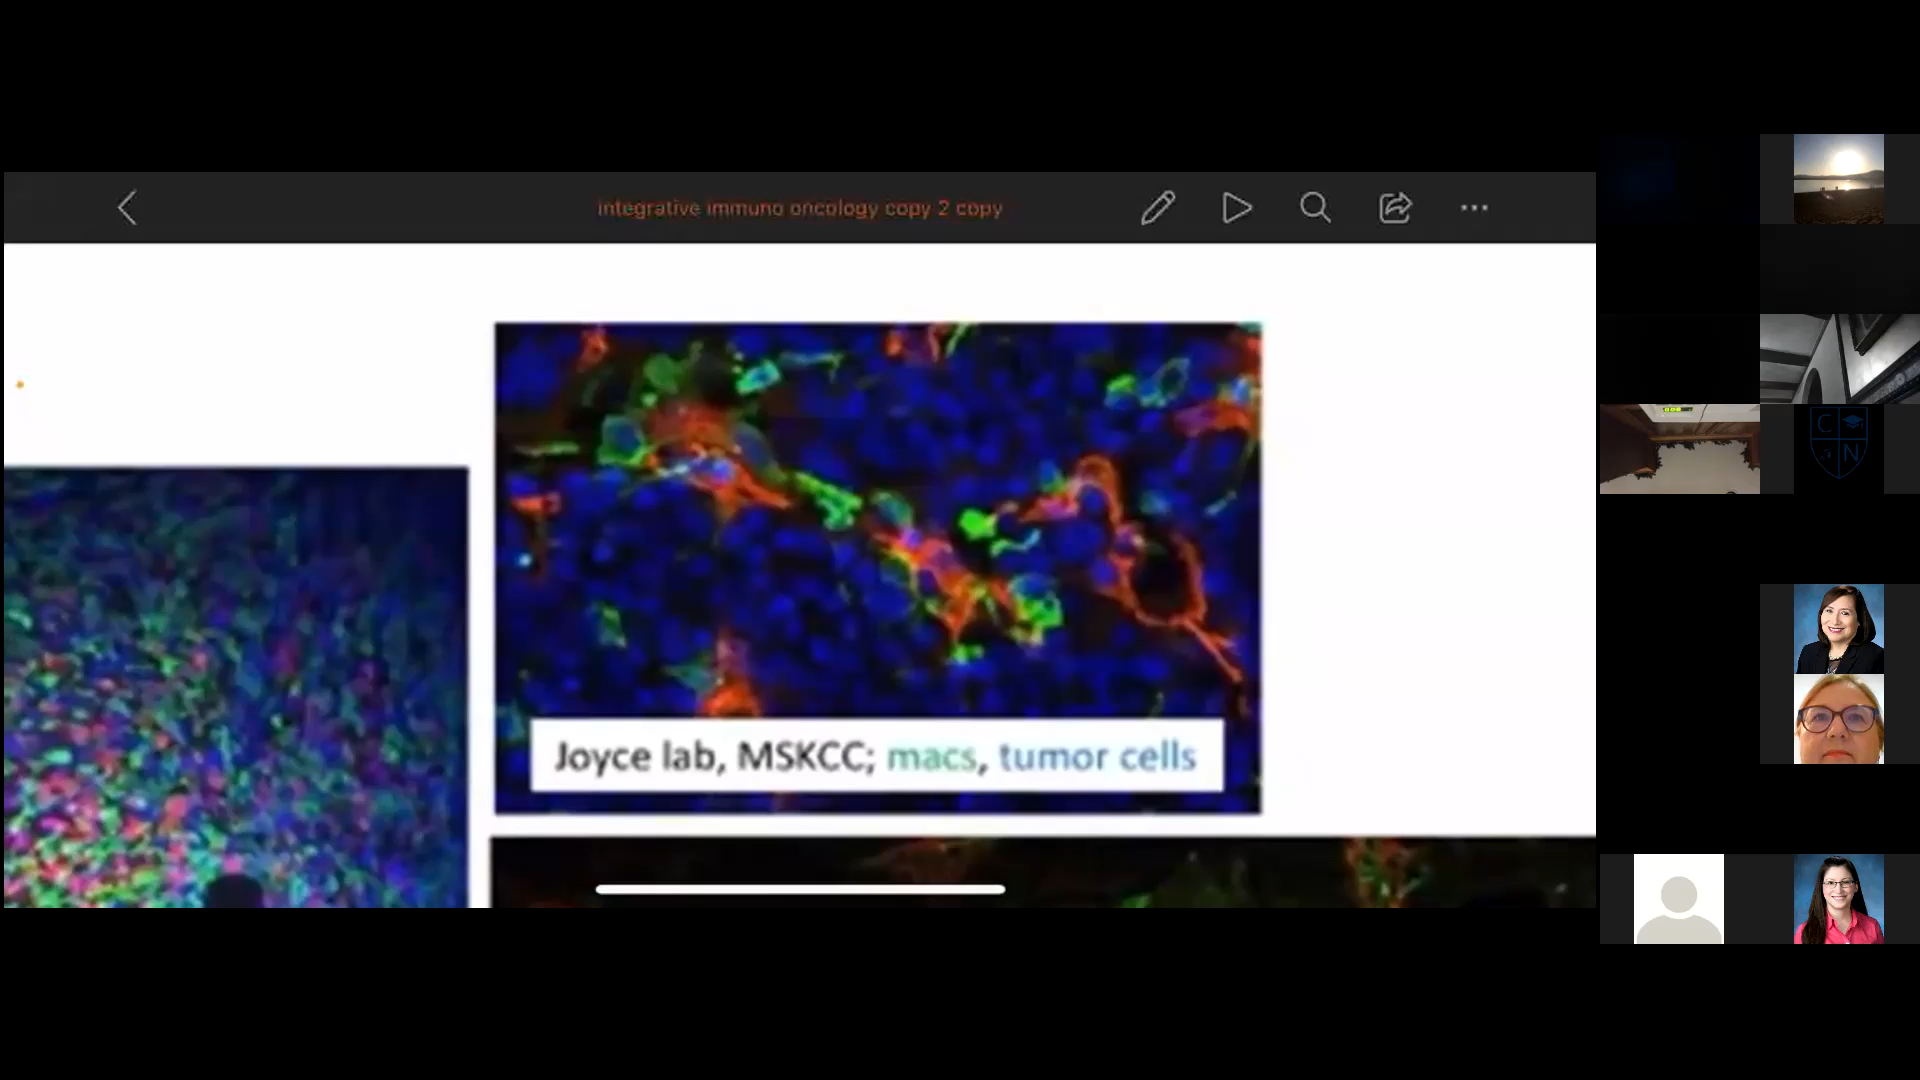 integrative immuno oncology copy 2 copy
Joyce lab, MSKCC; macs, tumor cells
C
N